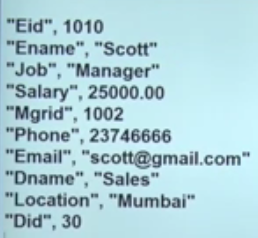 "Eid", 1010
"Ename", "Scott"
"Job", "Manager"
"Salary", 25000.00
"Mgrid", 1002
"Phone", 23746666
"Email", "scott@gmail.com"
"Dname", "Sales"
"Location", "Mumbai"
"Did", 30